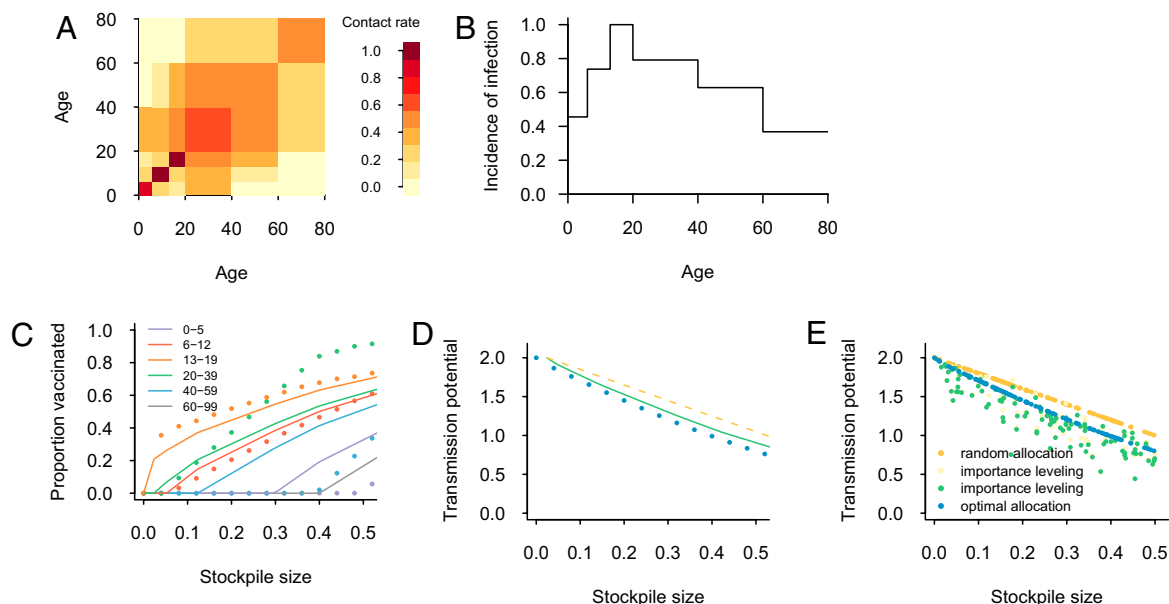 A
Contact rate
80
60
40
20
0
Age
0 20 40 60 80
Age
1.0
0.8
0.6
0.4
0.2
0.0
B
Incidence of infection
1.0
0.8
0.6
0.4
0.2
0.0
0 20 40 60 80
Age
C
Proportion vaccinated
1.0
0.8
0.6
0.4
0.2
0.0
0-5
6-12
13-19
20-39
40-59
60-99
0.0 0.1 0.2 0.3 0.4 0.5
Stockpile size
D
Transmission potential
2.0
1.5
1.0
0.5
0.0
0.0 0.1 0.2 0.3 0.4 0.5
Stockpile size
E
Transmission potential
2.0
1.5
1.0
0.5
0.0
random allocation
importance leveling
importance leveling
optimal allocation
0.0 0.1 0.2 0.3 0.4 0.5
Stockpile size